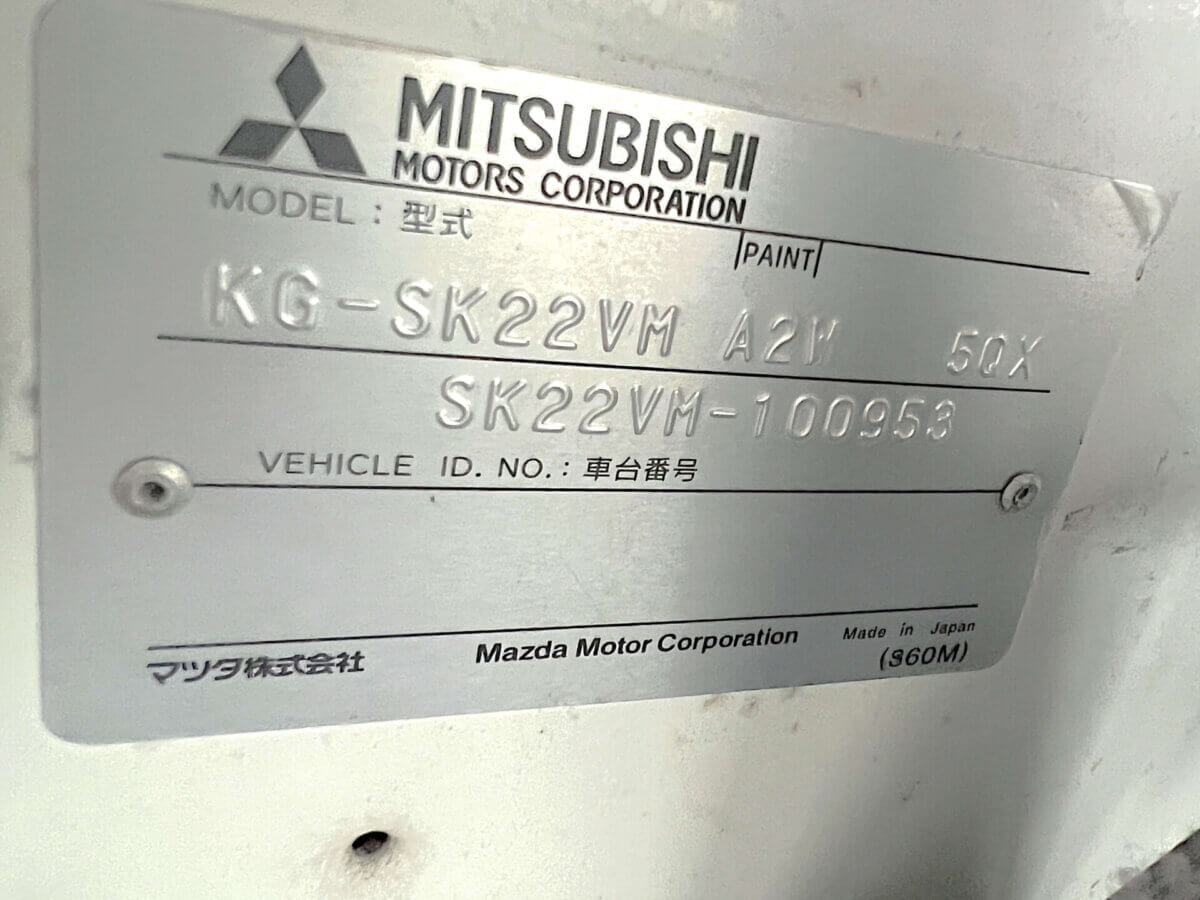 MITSUBISHI
MOTORS CORPORATION
MODEL : 型式
PAINT
KG-SK22VM A2W 5QX
SK22VM-100953
VEHICLE ID. NO. : 車台番号
マツダ株式会社 Mazda Motor Corporation Made in Japan
(S60M)